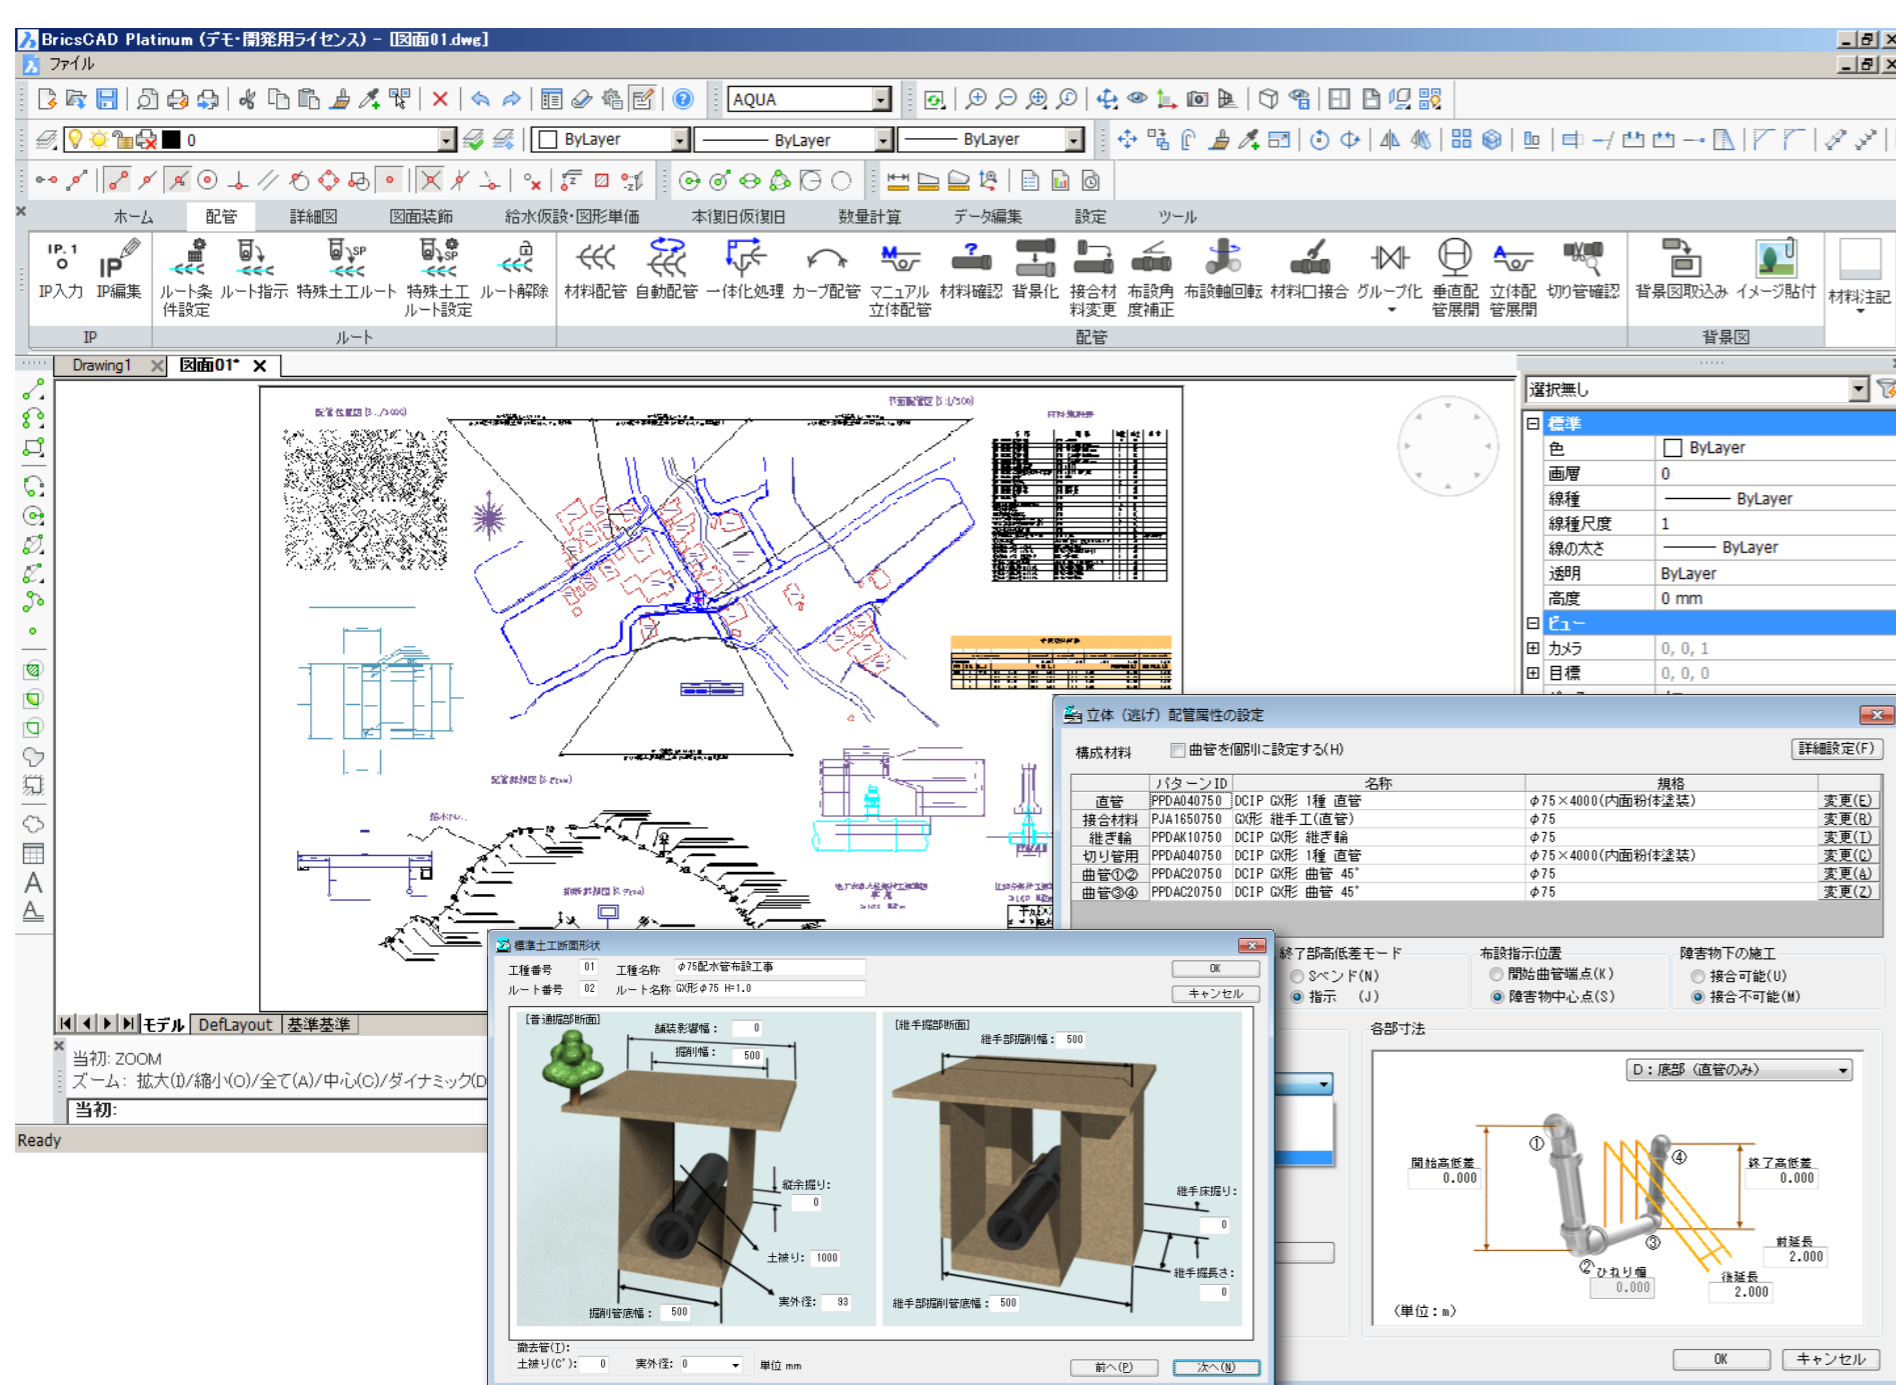 BricsCAD Platinum (デモ・開発用ライセンス) - [図面01.dwg]
ファイル
AQUA
0 ByLayer ByLayer ByLayer
ホーム 配管 詳細図 図面装飾 給水仮設・図形単価 本復旧仮復旧 数量計算 データ編集 設定 ツール
IP.1 IP SP SP M ? A
IP入力 IP編集 ルート条件設定 ルート指示 特殊土工ルート 特殊土工ルート設定 ルート解除 材料配管 自動配管 一体化処理 カーブ配管 マニュアル立体配管 材料確認 背景化 接合材料変更 布設角度補正 布設軸回転 材料口接合 グループ化 垂直配管展開 立体配管展開 切り管確認 背景図取込み イメージ貼付 材料注記
IP ルート 配管 背景図
Drawing1 図面01*
選択無し
標準
色 ByLayer
画層 0
線種 ByLayer
線種尺度 1
線の太さ ByLayer
透明 ByLayer
高度 0 mm
ビュー
カメラ 0, 0, 1
目標 0, 0, 0
立体（逃げ）配管属性の設定
構成材料 曲管を個別に設定する(H) 詳細設定(F)
パターンID 名称 規格
直管 PPDA040750 DCIP GX形 1種 直管 φ75×4000(内面粉体塗装) 変更(E)
接合材料 PJA1650750 GX形 継手工(直管) φ75 変更(R)
継ぎ輪 PPDAK10750 DCIP GX形 継ぎ輪 φ75 変更(T)
切り管用 PPDA040750 DCIP GX形 1種 直管 φ75×4000(内面粉体塗装) 変更(C)
曲管①② PPDAC20750 DCIP GX形 曲管 45° φ75 変更(A)
曲管③④ PPDAC20750 DCIP GX形 曲管 45° φ75 変更(Z)
終了部高低差モード 布設指示位置 障害物下の施工
Sベンド(N) 開始曲管端点(K) 接合可能(U)
指示 (J) 障害物中心点(S) 接合不可能(M)
各部寸法
D：底部（直管のみ）
①
④
開始高低差
0.000
終了高低差
0.000
③
②
前延長
2.000
ひねり幅
0.000
後延長
2.000
（単位：m）
OK キャンセル
標準土工断面形状
工種番号 01 工種名称 φ75配水管布設工事 OK
ルート番号 02 ルート名称 GX形φ75 H=1.0 キャンセル
[普通掘部断面]
舗装影響幅： 0
掘削幅： 500
縦余掘り：
0
土被り： 1000
実外径： 93
掘削管底幅： 500
[継手掘部断面]
継手部掘削幅： 500
継手床掘り：
0
継手掘長さ：
0
継手部掘削管底幅： 500
撤去管(T):
土被り(C'): 0 実外径: 0 単位 mm
前へ(P) 次へ(N)
モデル DefLayout 基準基準
当初: ZOOM
ズーム: 拡大(I)/縮小(O)/全て(A)/中心(C)/ダイナミック(D
当初:
Ready